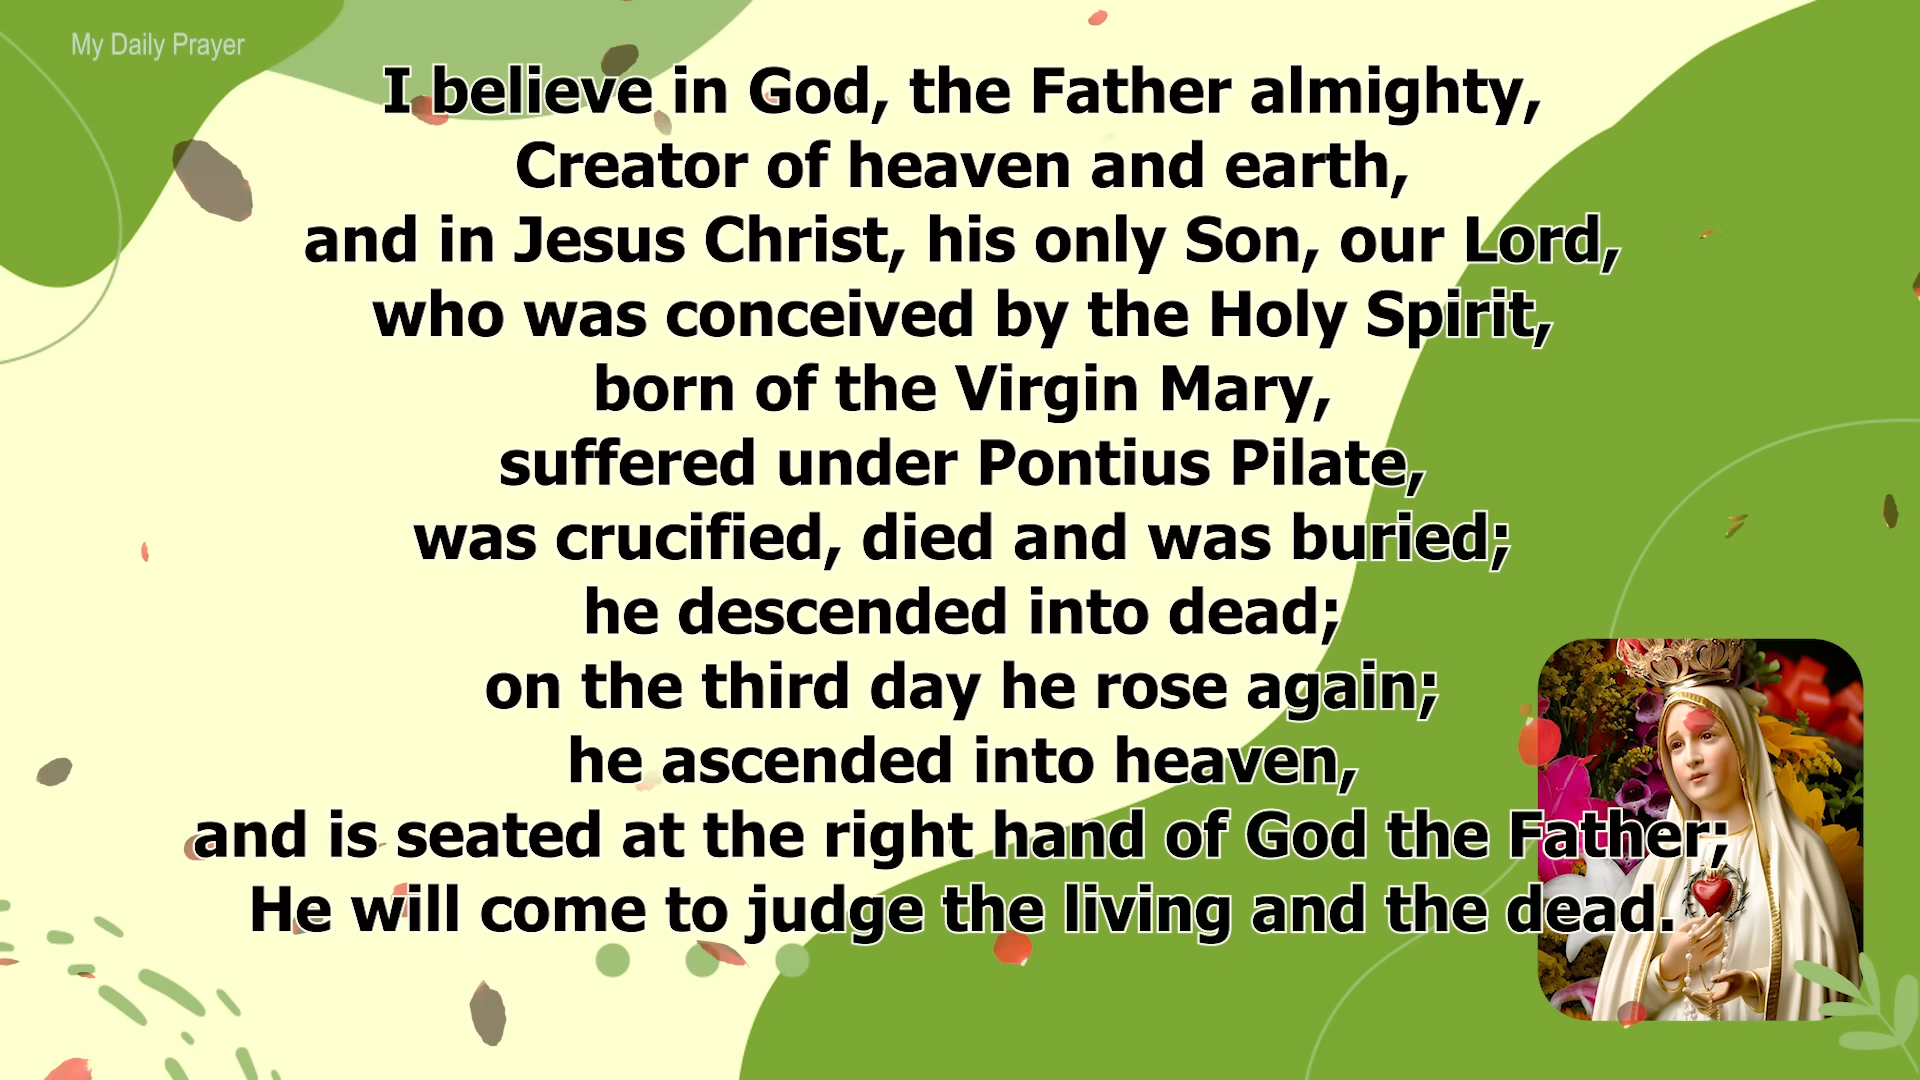 My Daily Prayer
I believe in God, the Father almighty,
Creator of heaven and earth,
and in Jesus Christ, his only Son, our Lord,
who was conceived by the Holy Spirit,
born of the Virgin Mary,
suffered under Pontius Pilate,
was crucified, died and was buried;
he descended into dead;
on the third day he rose again;
he ascended into heaven,
and is seated at the right hand of God the Father;
He will come to judge the living and the dead.